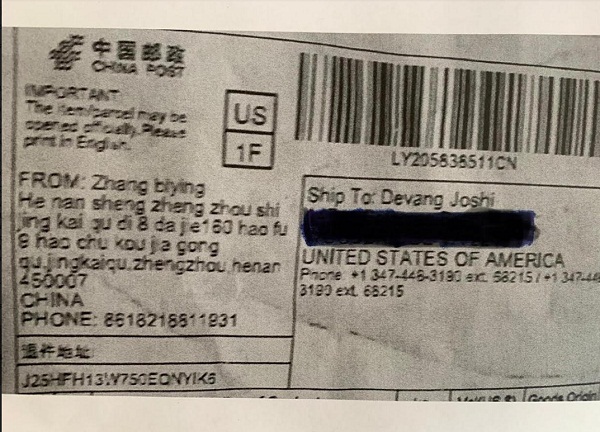 中国邮政
CHINA POST
IMPORTANT:
The item/parcel may be
opened officially.Please
print in English.
US
1F
LY205636511CN
FROM: Zhang biying
He nan sheng zheng zhou shi
jing kai qu di 8 da jie160 hao fu
9 hao chu kou jia gong
qu,jingkaiqu,zhengzhou,henan
450007
CHINA
PHONE: 8618218611931
退件地址:
J25HFH13W750EQNYIK6
Ship To: Devang Joshi
UNITED STATES OF AMERICA
Phone: +1 347-448-3190 ext. 68215 / +1 347-448-
3190 ext. 68215
Goods Origin